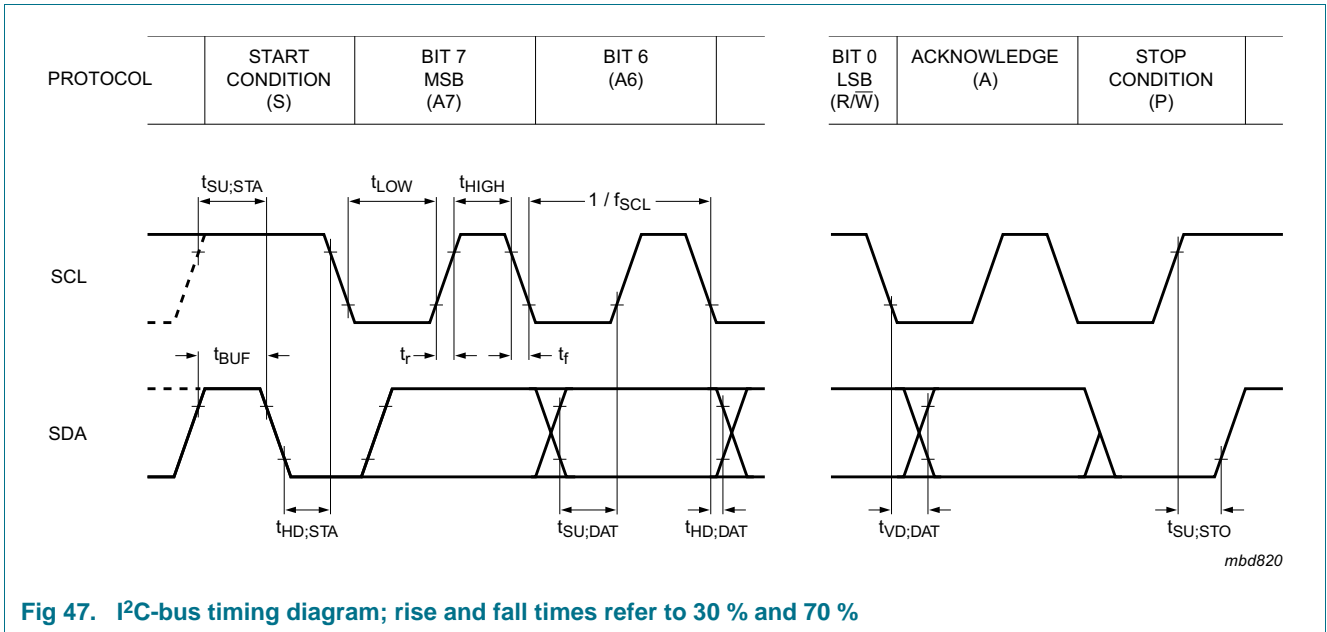 PROTOCOL
START
CONDITION
(S)
BIT 7
MSB
(A7)
BIT 6
(A6)
BIT 0
LSB
(R/W̅)
ACKNOWLEDGE
(A)
STOP
CONDITION
(P)
tSU;STA
tLOW
tHIGH
1 / fSCL
SCL
tBUF
tr
tf
SDA
tHD;STA
tSU;DAT
tHD;DAT
tVD;DAT
tSU;STO
mbd820
Fig 47. I²C-bus timing diagram; rise and fall times refer to 30 % and 70 %